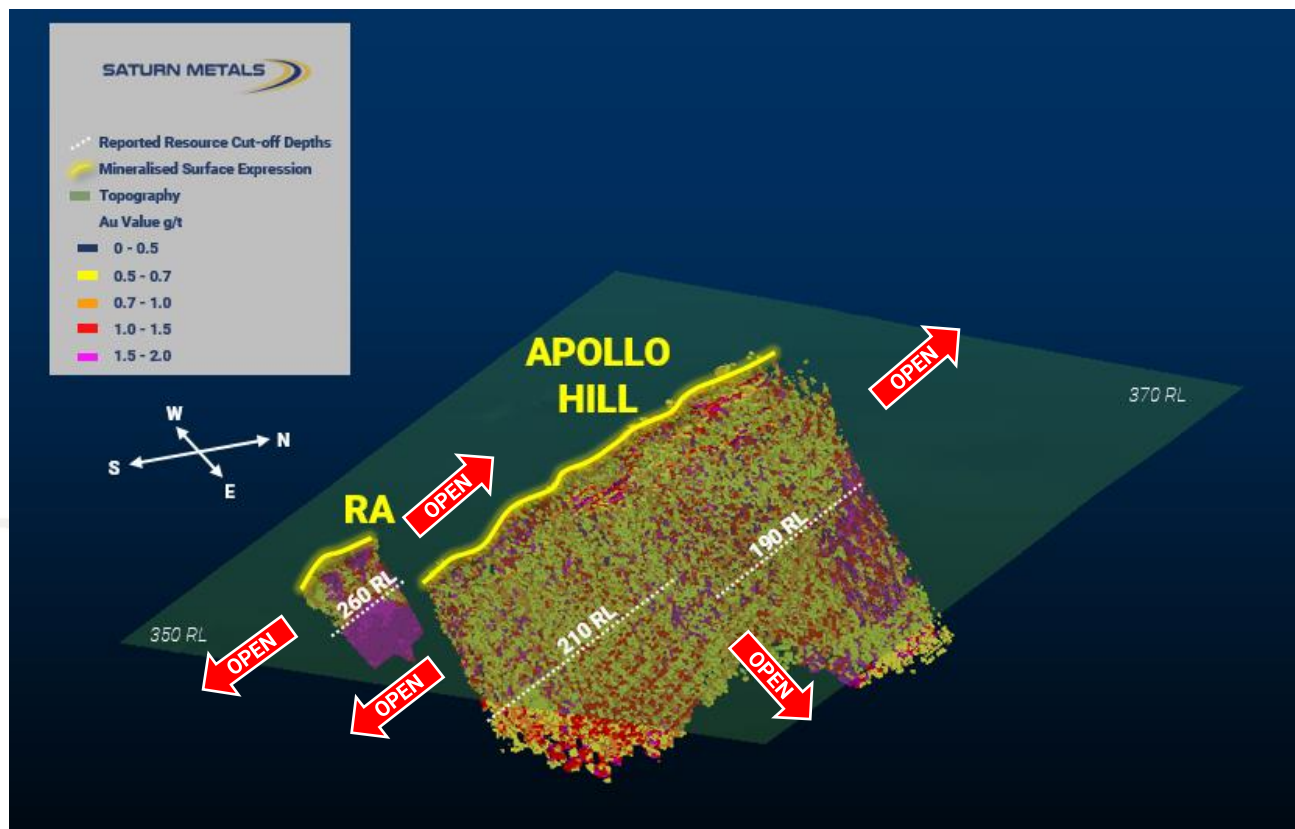 SATURN METALS
Reported Resource Cut-off Depths
Mineralised Surface Expression
Topography
Au Value g/t
0 - 0.5
0.5 - 0.7
0.7 - 1.0
1.0 - 1.5
1.5 - 2.0
W
N
S
E
APOLLO
HILL
OPEN
370 RL
OPEN
RA
190 RL
260 RL
210 RL
350 RL
OPEN
OPEN
OPEN